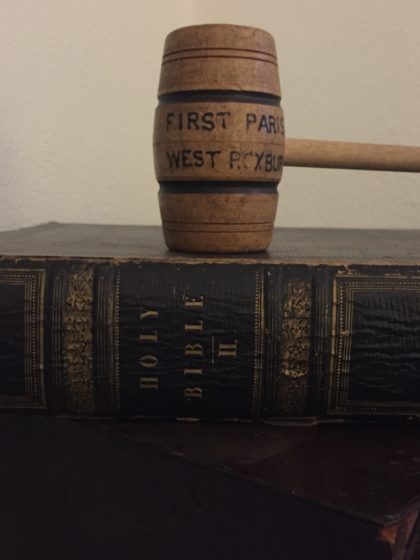 FIRST PARIS
WEST ROXBUR
HOLY
BIBLE
II